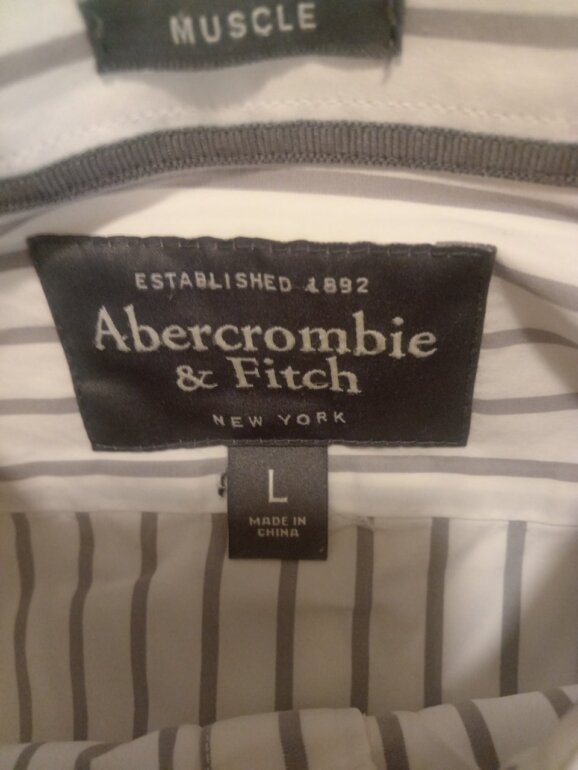 MUSCLE
ESTABLISHED 1892
Abercrombie
& Fitch
NEW YORK
L
MADE IN
CHINA